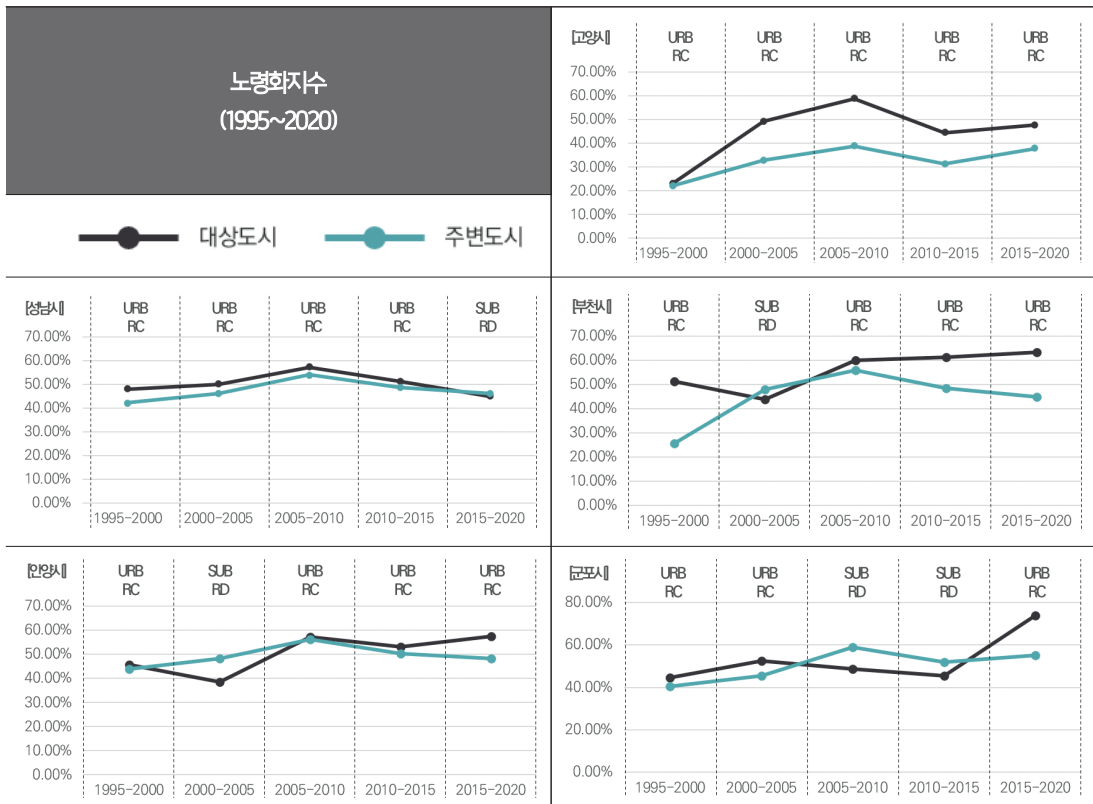 노령화지수
(1995~2020)
대상도시 주변도시
[고양시] URB URB URB URB URB
RC RC RC RC RC
70.00%
60.00%
50.00%
40.00%
30.00%
20.00%
10.00%
0.00%
1995-2000 2000-2005 2005-2010 2010-2015 2015-2020
[성남시] URB URB URB URB SUB
RC RC RC RC RD
70.00%
60.00%
50.00%
40.00%
30.00%
20.00%
10.00%
0.00%
1995-2000 2000-2005 2005-2010 2010-2015 2015-2020
[부천시] URB SUB URB URB URB
RC RD RC RC RC
70.00%
60.00%
50.00%
40.00%
30.00%
20.00%
10.00%
0.00%
1995-2000 2000-2005 2005-2010 2010-2015 2015-2020
[안양시] URB SUB URB URB URB
RC RD RC RC RC
70.00%
60.00%
50.00%
40.00%
30.00%
20.00%
10.00%
0.00%
1995-2000 2000-2005 2005-2010 2010-2015 2015-2020
[군포시] URB URB SUB SUB URB
RC RC RD RD RC
80.00%
60.00%
40.00%
20.00%
0.00%
1995-2000 2000-2005 2005-2010 2010-2015 2015-2020